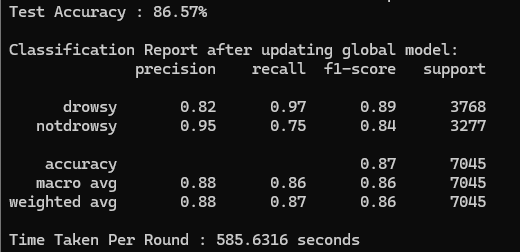 Test Accuracy : 86.57%
Classification Report after updating global model:
precision recall f1-score support
drowsy 0.82 0.97 0.89 3768
notdrowsy 0.95 0.75 0.84 3277
accuracy 0.87 7045
macro avg 0.88 0.86 0.86 7045
weighted avg 0.88 0.87 0.86 7045
Time Taken Per Round : 585.6316 seconds